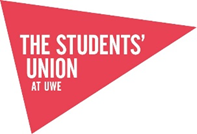 THE STUDENTS'
UNION
AT UWE